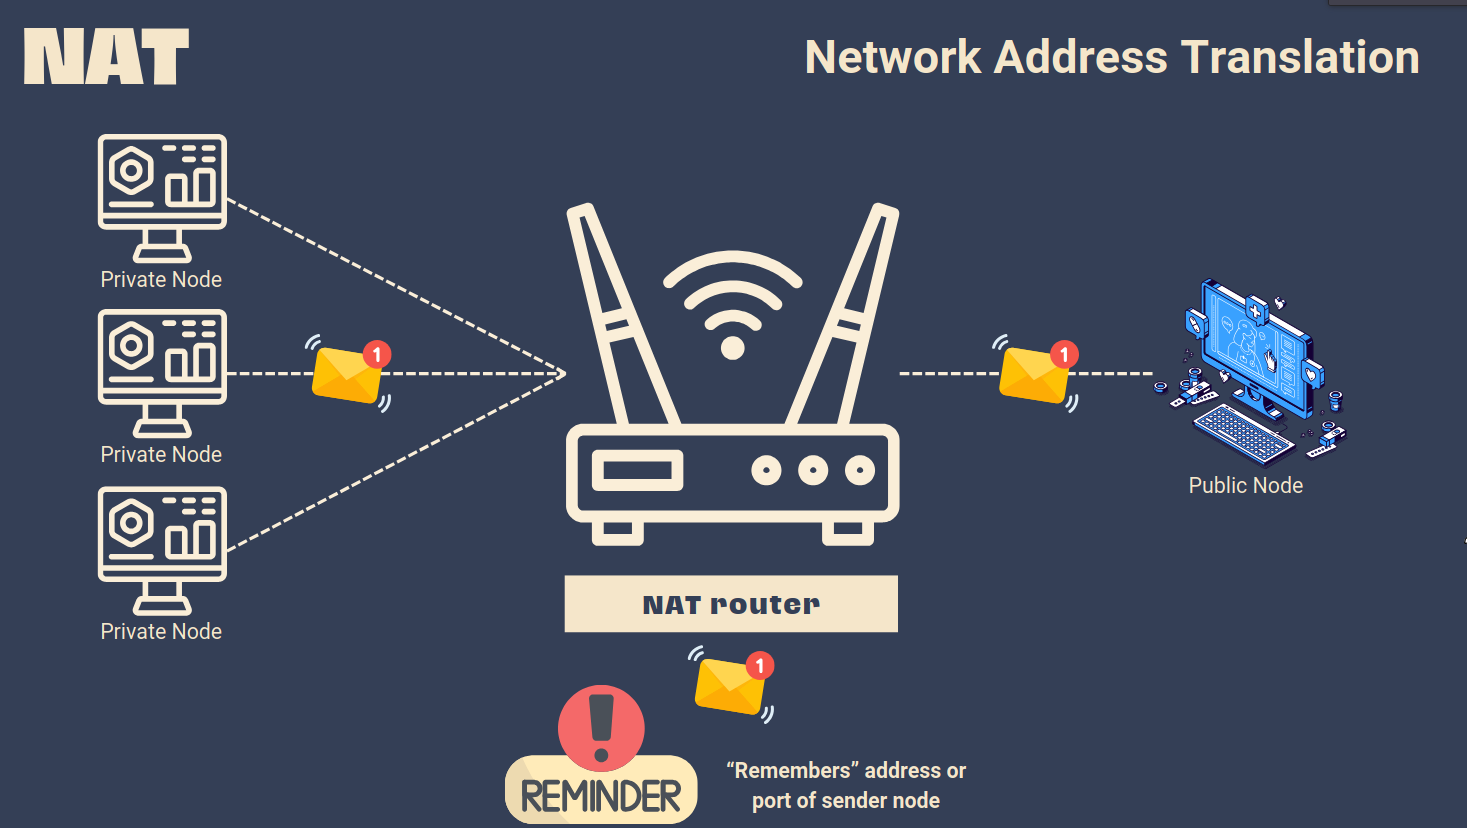 NAT
Network Address Translation
Private Node
1
1
Private Node
Public Node
NAT router
Private Node
1
REMINDER
“Remembers” address or
port of sender node